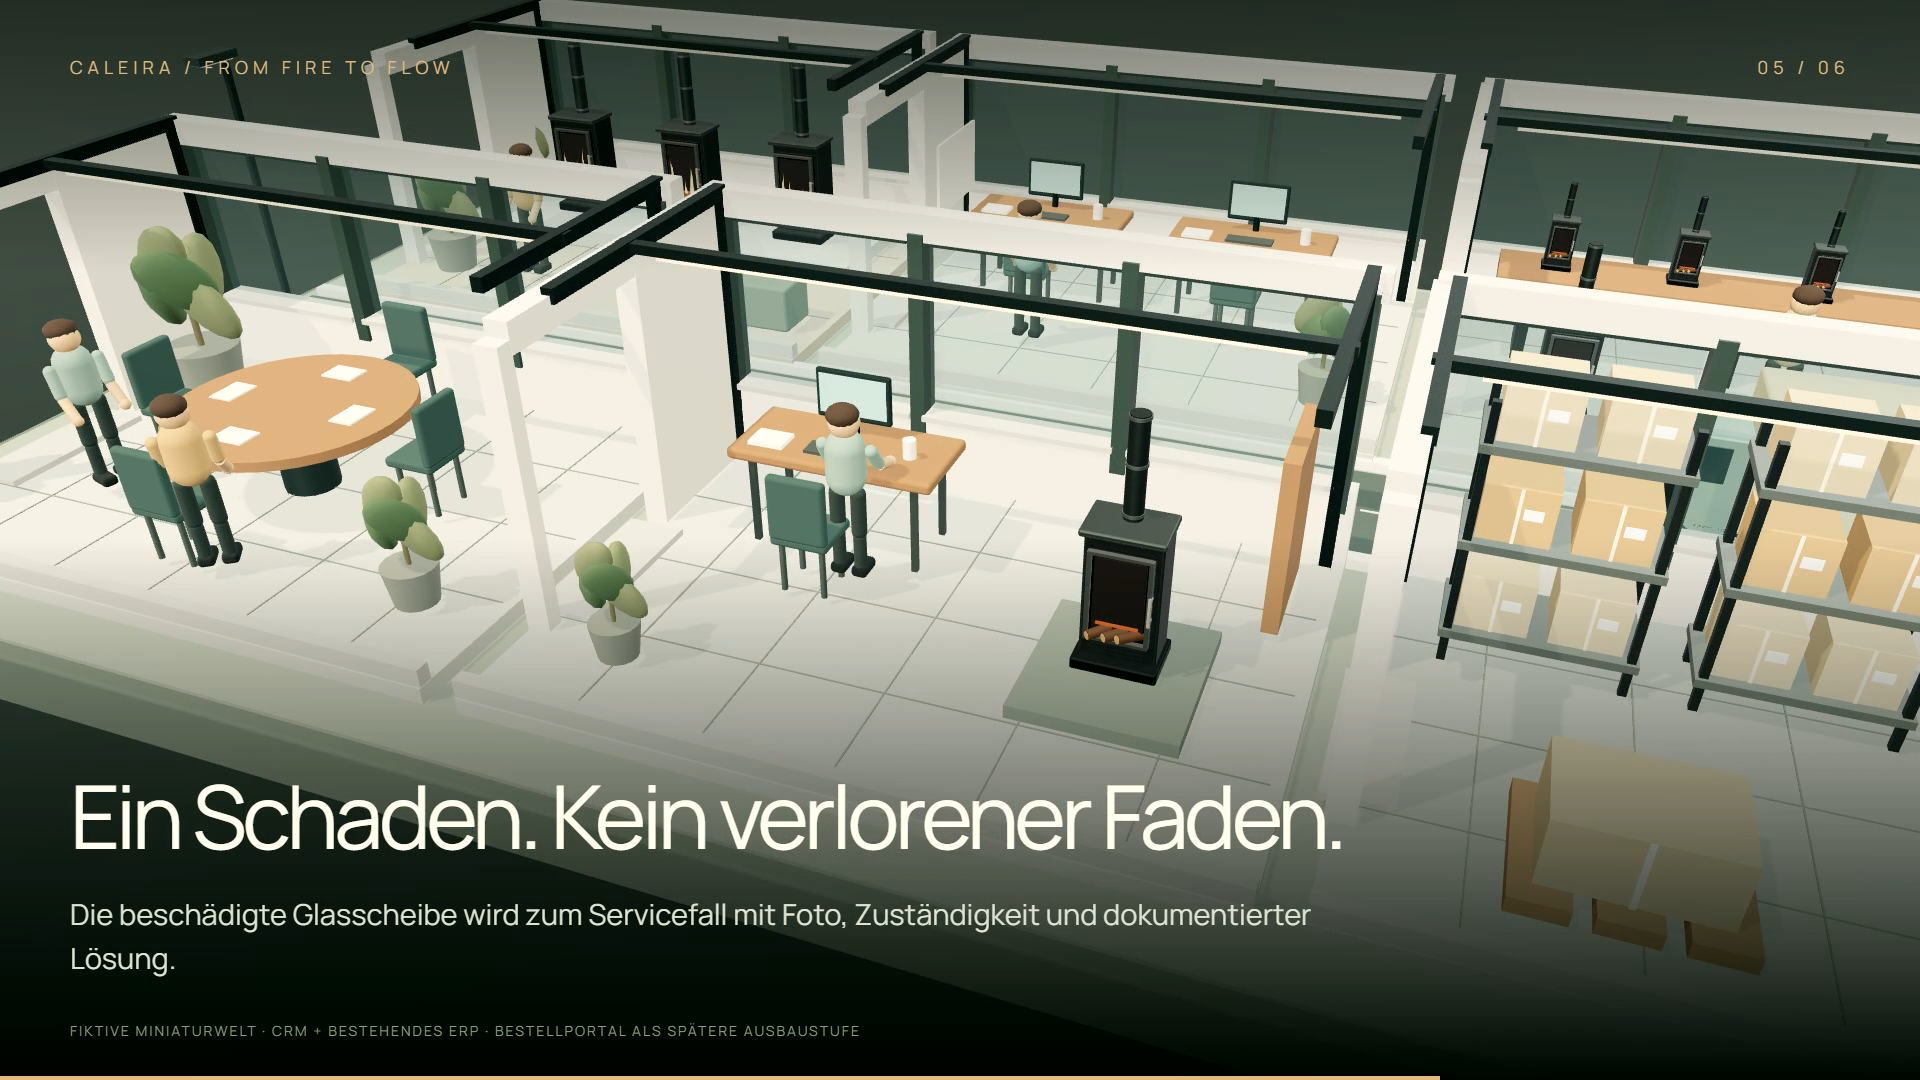 CALEIRA / FROM FIRE TO FLOW
05 / 06
Ein Schaden. Kein verlorener Faden.
Die beschädigte Glasscheibe wird zum Servicefall mit Foto, Zuständigkeit und dokumentierter
Lösung.
FIKTIVE MINIATURWELT · CRM + BESTEHENDES ERP · BESTELLPORTAL ALS SPÄTERE AUSBAUSTUFE